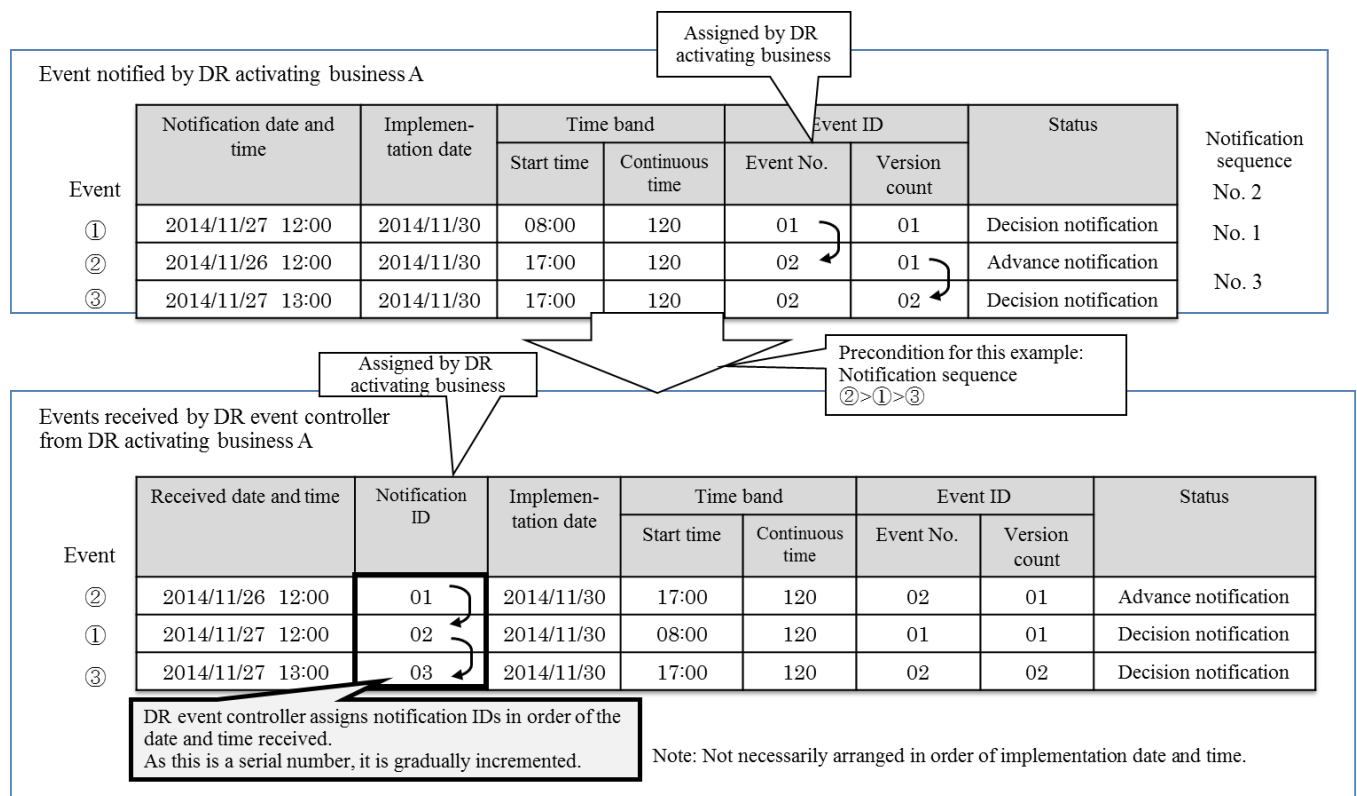 Assigned by DR
activating business
Event notified by DR activating business A
Notification date and
time
Implemen-
tation date
Time band
Event ID
Status
Start time
Continuous
time
Event No.
Version
count
Notification
sequence
Event
No. 2
① 2014/11/27 12:00 2014/11/30 08:00 120 01 01 Decision notification
No. 1
② 2014/11/26 12:00 2014/11/30 17:00 120 02 01 Advance notification
No. 3
③ 2014/11/27 13:00 2014/11/30 17:00 120 02 02 Decision notification
Assigned by DR
activating business
Precondition for this example:
Notification sequence
②>①>③
Events received by DR event controller
from DR activating business A
Received date and time
Notification
ID
Implemen-
tation date
Time band
Event ID
Status
Start time
Continuous
time
Event No.
Version
count
Event
② 2014/11/26 12:00 01 2014/11/30 17:00 120 02 01 Advance notification
① 2014/11/27 12:00 02 2014/11/30 08:00 120 01 01 Decision notification
③ 2014/11/27 13:00 03 2014/11/30 17:00 120 02 02 Decision notification
DR event controller assigns notification IDs in order of the
date and time received.
As this is a serial number, it is gradually incremented.
Note: Not necessarily arranged in order of implementation date and time.